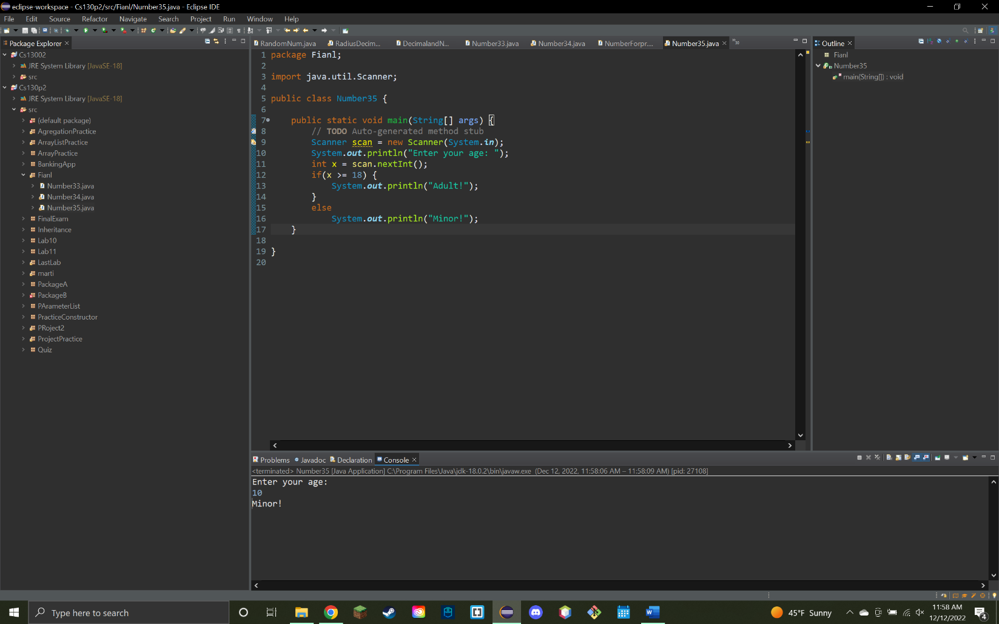 eclipse-workspace - Cs130p2/src/Fianl/Number35.java - Eclipse IDE
File Edit Source Refactor Navigate Search Project Run Window Help
Package Explorer
Cs13002
JRE System Library [JavaSE-18]
src
Cs130p2
JRE System Library [JavaSE-18]
src
(default package)
AgregationPractice
ArrayListPractice
ArrayPractice
BankingApp
Fianl
Number33.java
Number34.java
Number35.java
FinalExam
Inheritance
Lab10
Lab11
LastLab
marti
PackageA
PackageB
PArameterList
PracticeConstructor
PRoject2
ProjectPractice
Quiz
RandomNum.java RadiusDecim... DecimalandN... Number33.java Number34.java NumberForpr.... Number35.java »30
1 package Fianl;
2
3 import java.util.Scanner;
4
5 public class Number35 {
6
7 public static void main(String[] args) {
8 // TODO Auto-generated method stub
9 Scanner scan = new Scanner(System.in);
10 System.out.println("Enter your age: ");
11 int x = scan.nextInt();
12 if(x >= 18) {
13 System.out.println("Adult!");
14 }
15 else
16 System.out.println("Minor!");
17 }
18
19 }
20
Outline
Fianl
Number35
main(String[]) : void
Problems Javadoc Declaration Console
<terminated> Number35 [Java Application] C:\Program Files\Java\jdk-18.0.2\bin\javaw.exe (Dec 12, 2022, 11:58:06 AM – 11:58:09 AM) [pid: 27108]
Enter your age:
10
Minor!
Type here to search
45°F Sunny
11:58 AM
12/12/2022
4